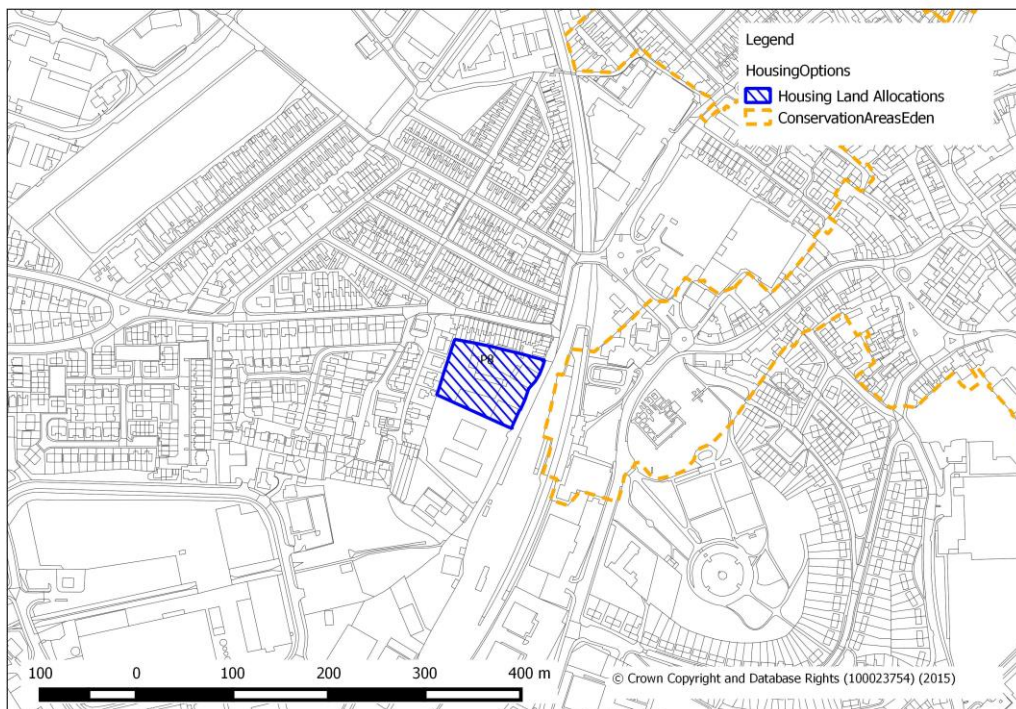 Legend
HousingOptions
Housing Land Allocations
ConservationAreasEden
P8
100 0 100 200 300 400 m
© Crown Copyright and Database Rights (100023754) (2015)